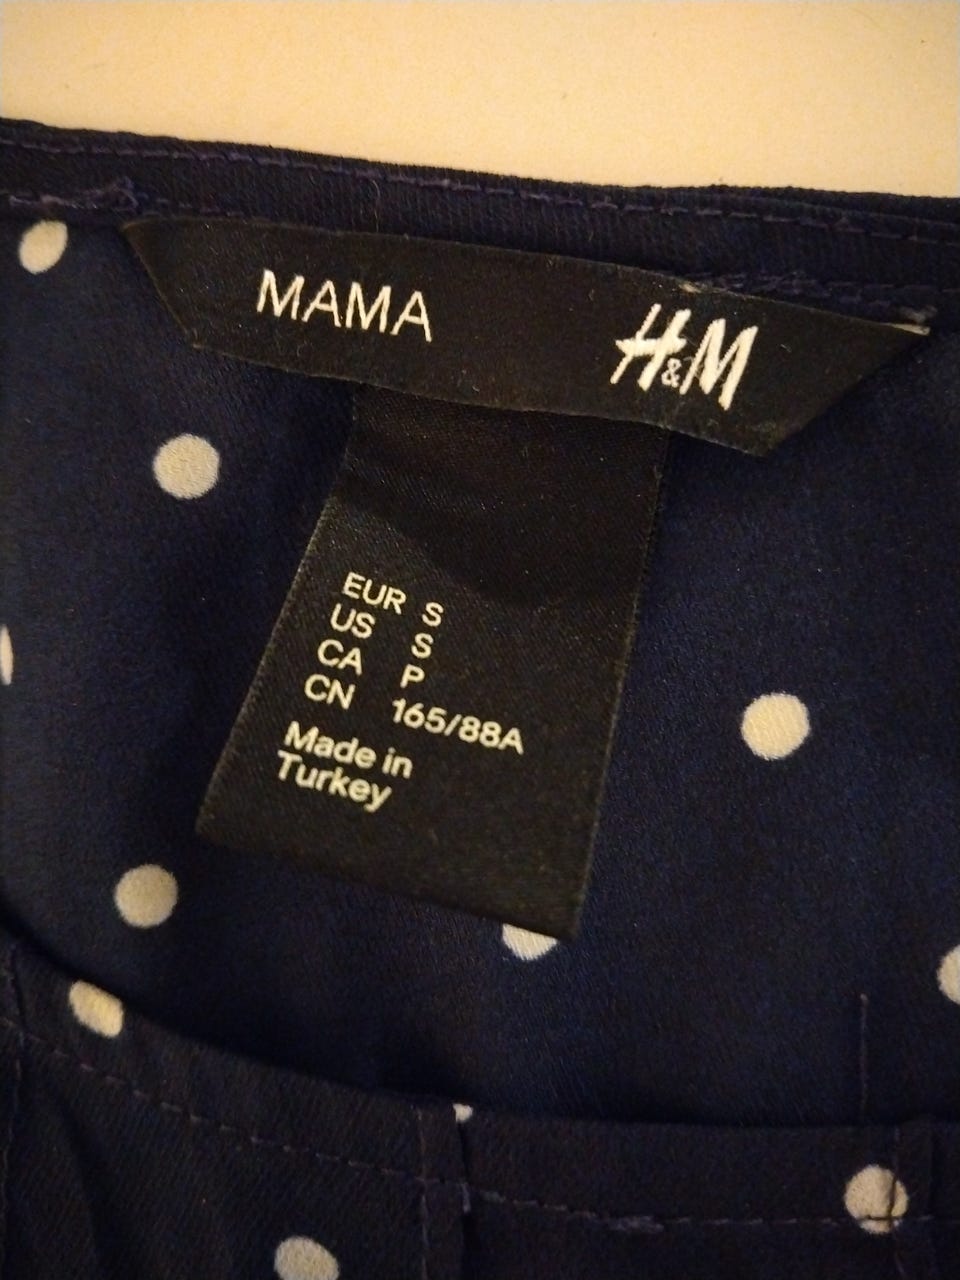 MAMA H&M
EUR S
US S
CA P
CN 165/88A
Made in
Turkey